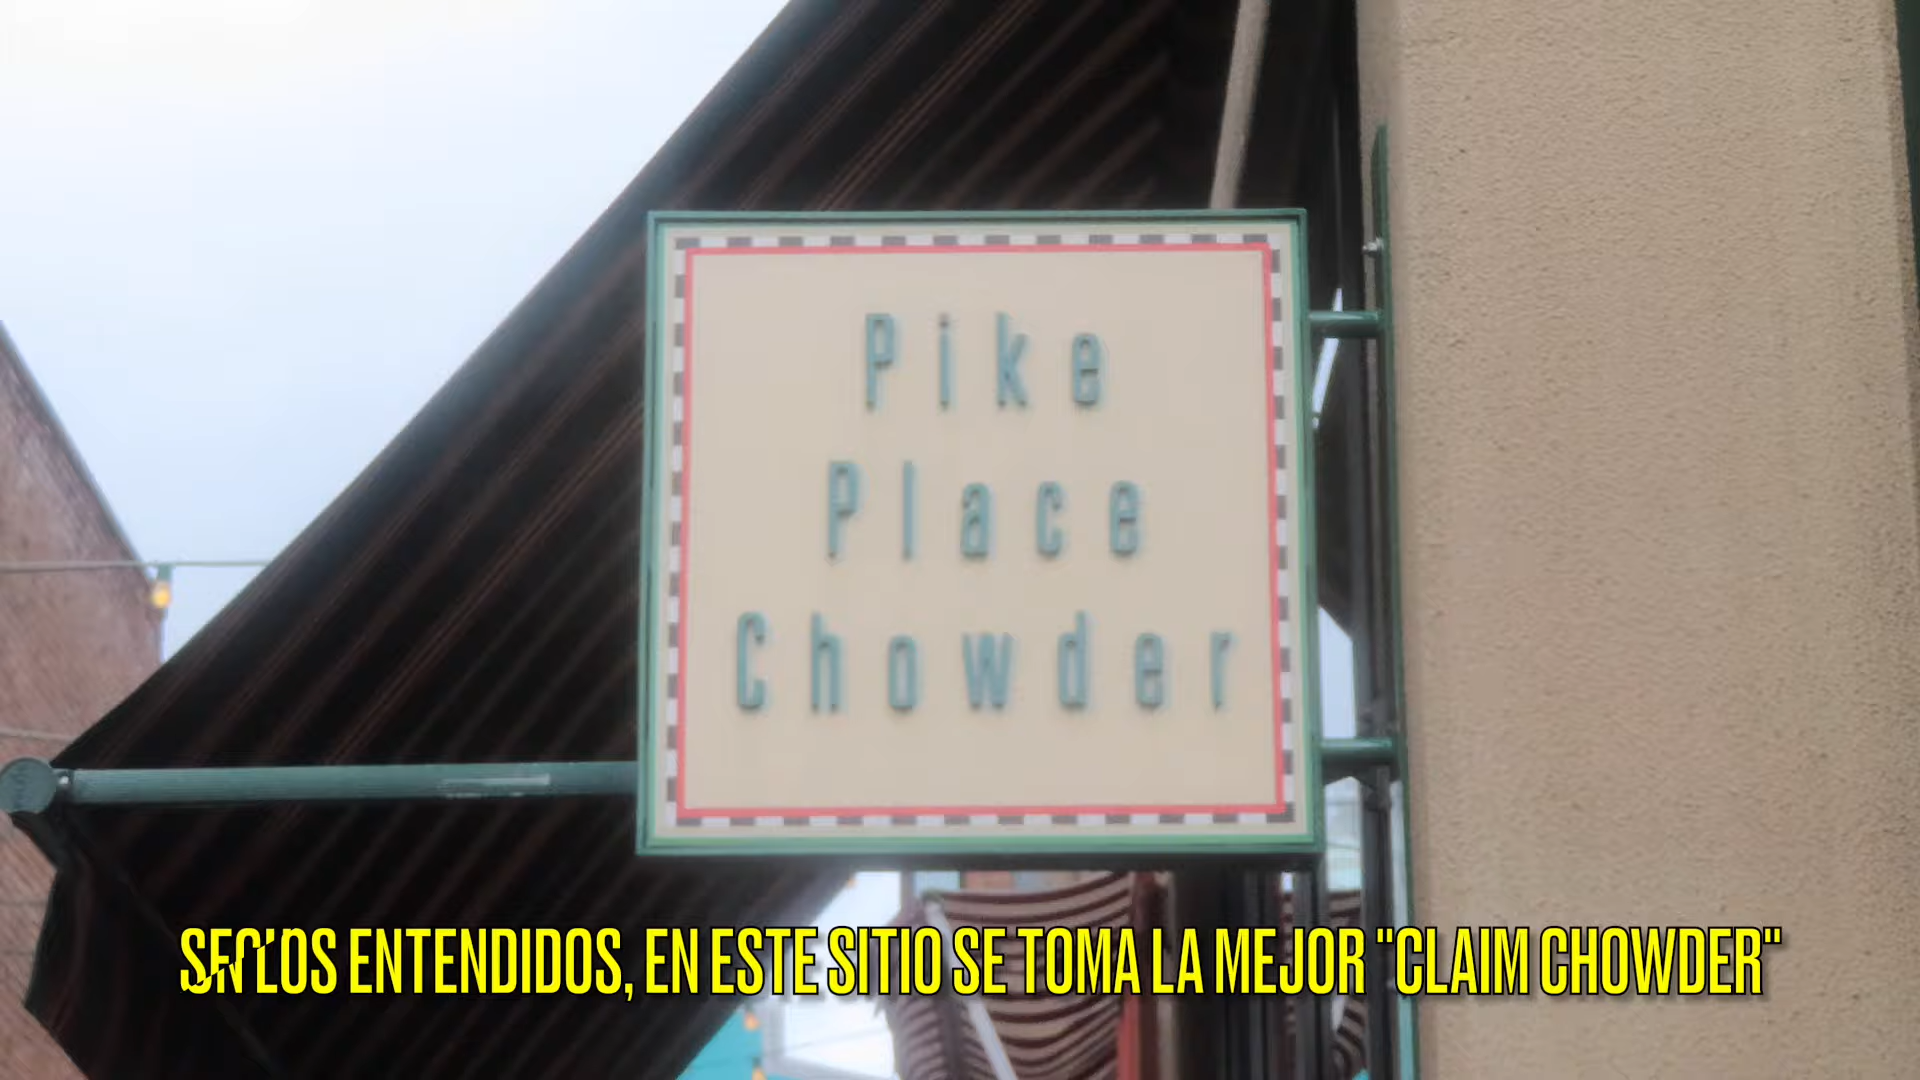 Pike
Place
Chowder
LOS ENTENDIDOS, EN ESTE SITIO SE TOMA LA MEJOR "CLAIM CHOWDER"